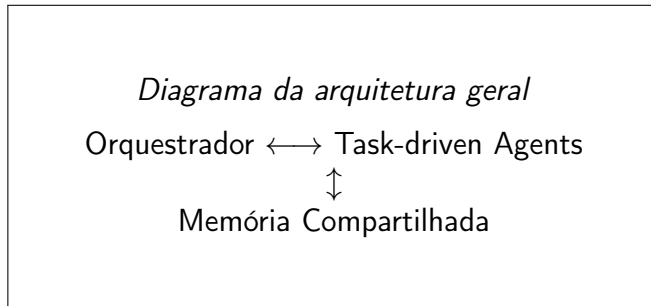 Diagrama da arquitetura geral
Orquestrador ⟷ Task-driven Agents
↕
Memória Compartilhada